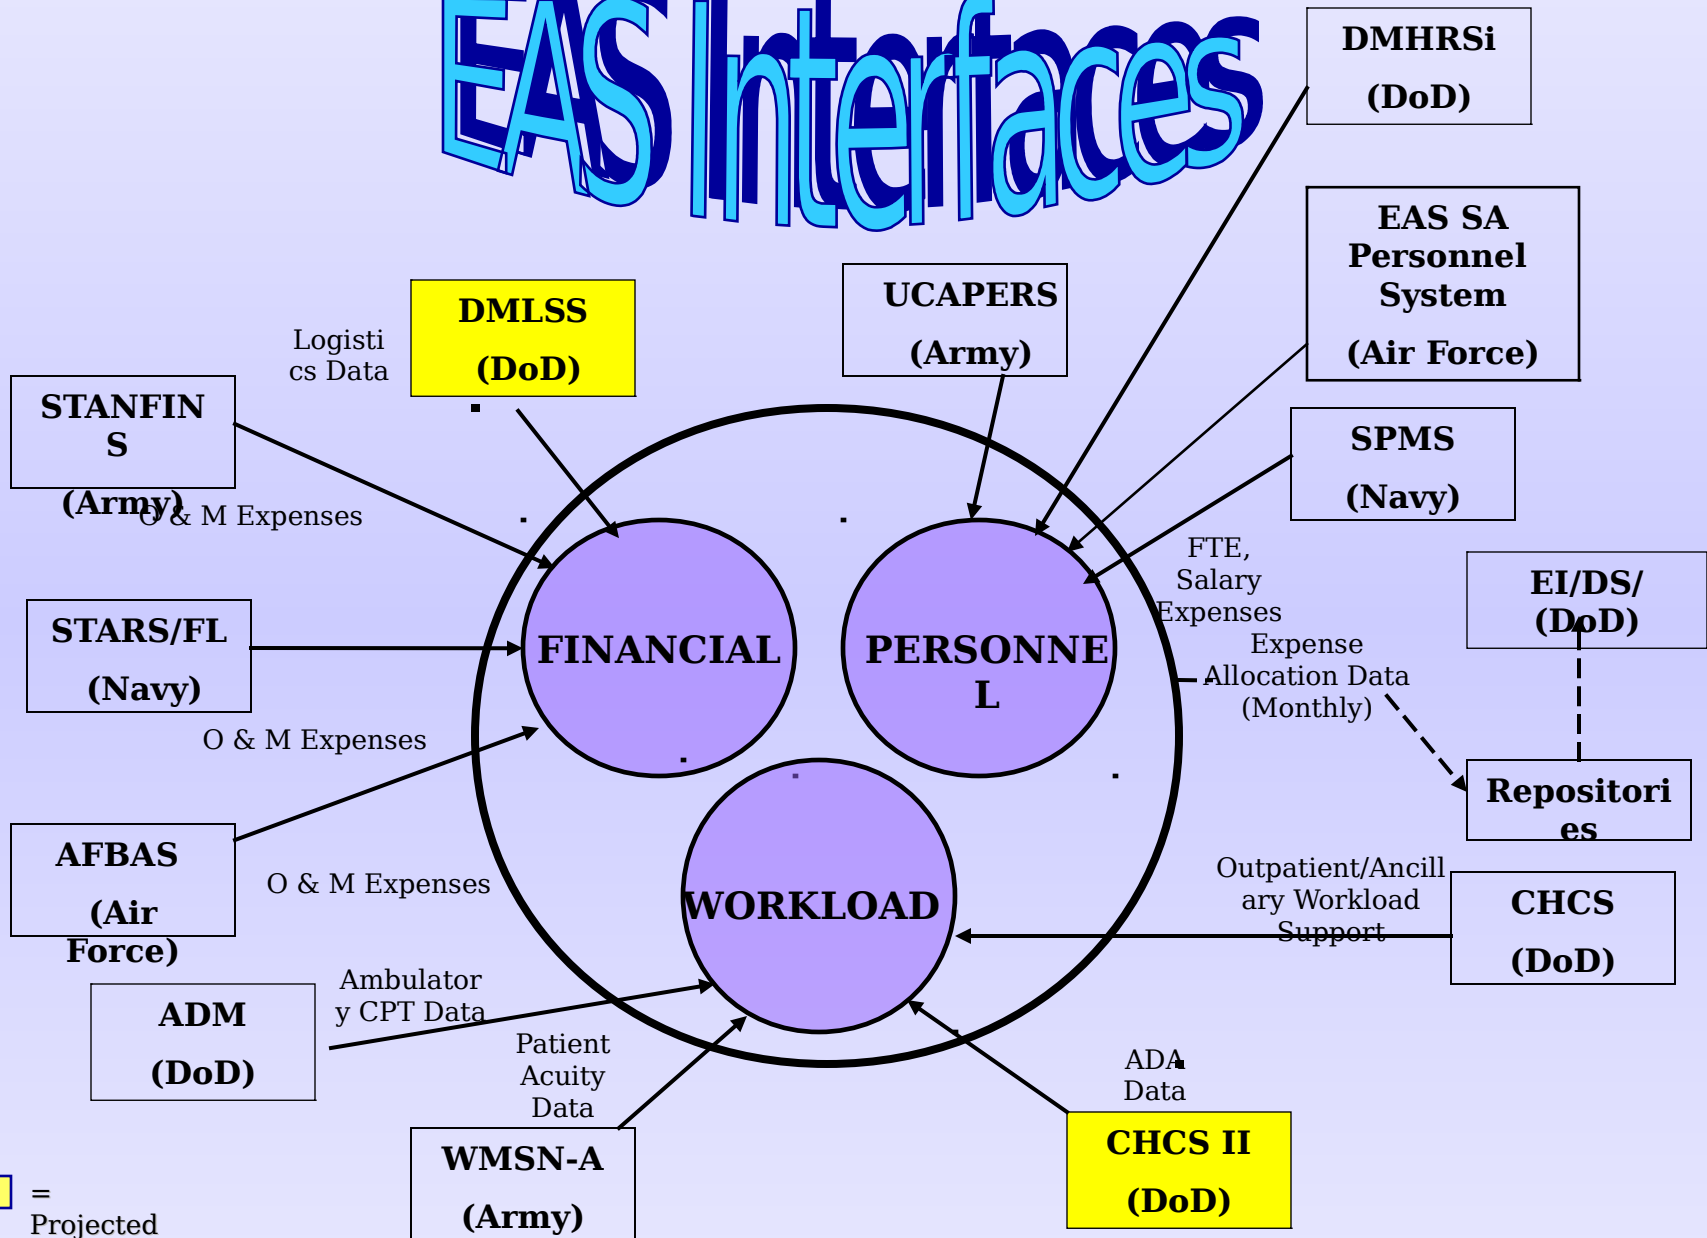 EAS Interfaces
DMHRSi
(DoD)
EAS SA
Personnel
System
(Air Force)
UCAPERS
(Army)
DMLSS
(DoD)
Logisti
cs Data
STANFIN
S
(Army)
O & M Expenses
SPMS
(Navy)
FTE,
Salary
Expenses
EI/DS/
(DoD)
STARS/FL
(Navy)
FINANCIAL
PERSONNE
L
Expense
Allocation Data
(Monthly)
O & M Expenses
Repositori
es
AFBAS
(Air
Force)
O & M Expenses
WORKLOAD
Outpatient/Ancill
ary Workload
Support
CHCS
(DoD)
ADM
(DoD)
Ambulator
y CPT Data
Patient
Acuity
Data
ADA
Data
WMSN-A
(Army)
CHCS II
(DoD)
=
Projected